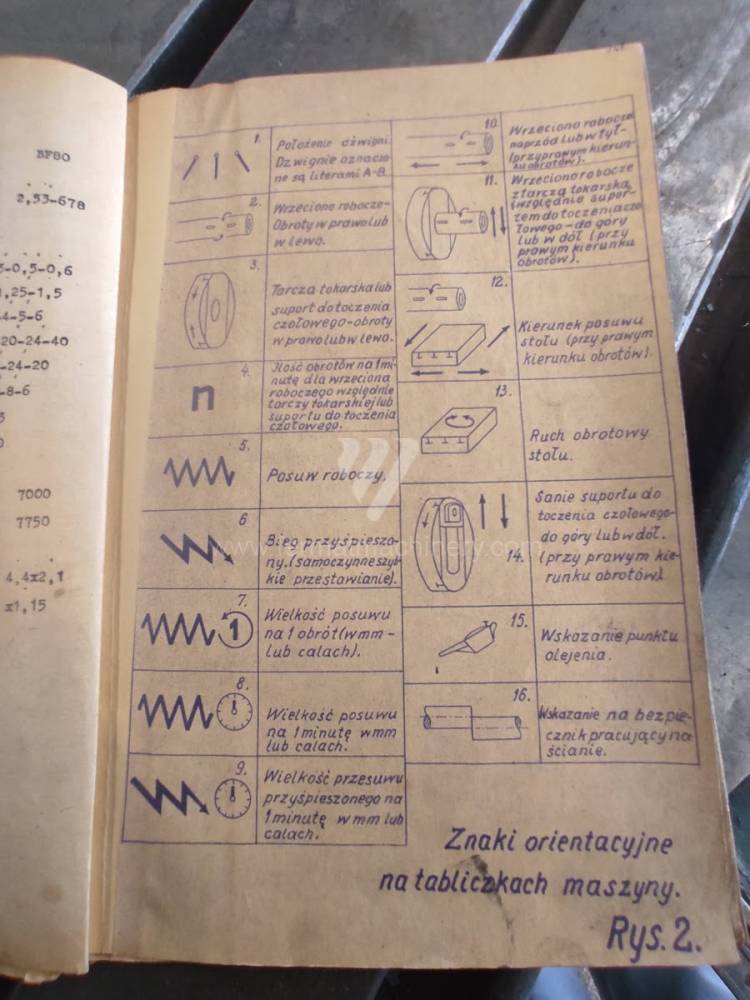 BF80
2,53-678
5-0,5-0,6
,25-1,5
4-5-6
20-24-40
0-24-20
-8-6
7000
7750
4,4x2,1
x1,15
1.
Położenie dźwigni.
Dźwignie oznaczo
ne są literami A-B.
2.
Wrzeciono robocze-
Obroty w prawo lub
w lewo.
3.
Tarcza tokarska lub
suport do toczenia
czołowego-obroty
w prawo lub w lewo.
4.
n
Ilość obrotów na 1 mi-
nutę dla wrzeciona
roboczego względnie
tarczy tokarskiej lub
suportu do toczenia
czołowego.
5.
Posuw roboczy.
6
Bieg przyśpieszo-
ny. (samoczynne szyb-
kie przestawianie).
7.
1
Wielkość posuwu
na 1 obrót (w mm -
lub calach).
8.
Wielkość posuwu
na 1 minutę w mm
lub calach.
9.
Wielkość przesuwu
przyśpieszonego na
1 minutę w mm lub
calach.
10.
Wrzeciono robocze
naprzód lub w tył-
(przy prawym kierun-
ku obrotów).
11.
Wrzeciono robocze
z tarczą tokarską
(względnie supor-
tem do toczenia czo
łowego-do góry
lub w dół (przy
prawym kierunku
obrotów).
12.
Kierunek posuwu
stołu (przy prawym
kierunku obrotów)
13.
Ruch obrotowy
stołu.
14.
Sanie suportu do
toczenia czołowego-
do góry lub w dół.
(przy prawym kie-
runku obrotów)
15.
Wskazanie punktu
olejenia.
16.
Wskazanie na bezpie-
cznik pracujący na
ścianie.
Znaki orientacyjne
na tabliczkach maszyny.
Rys. 2.